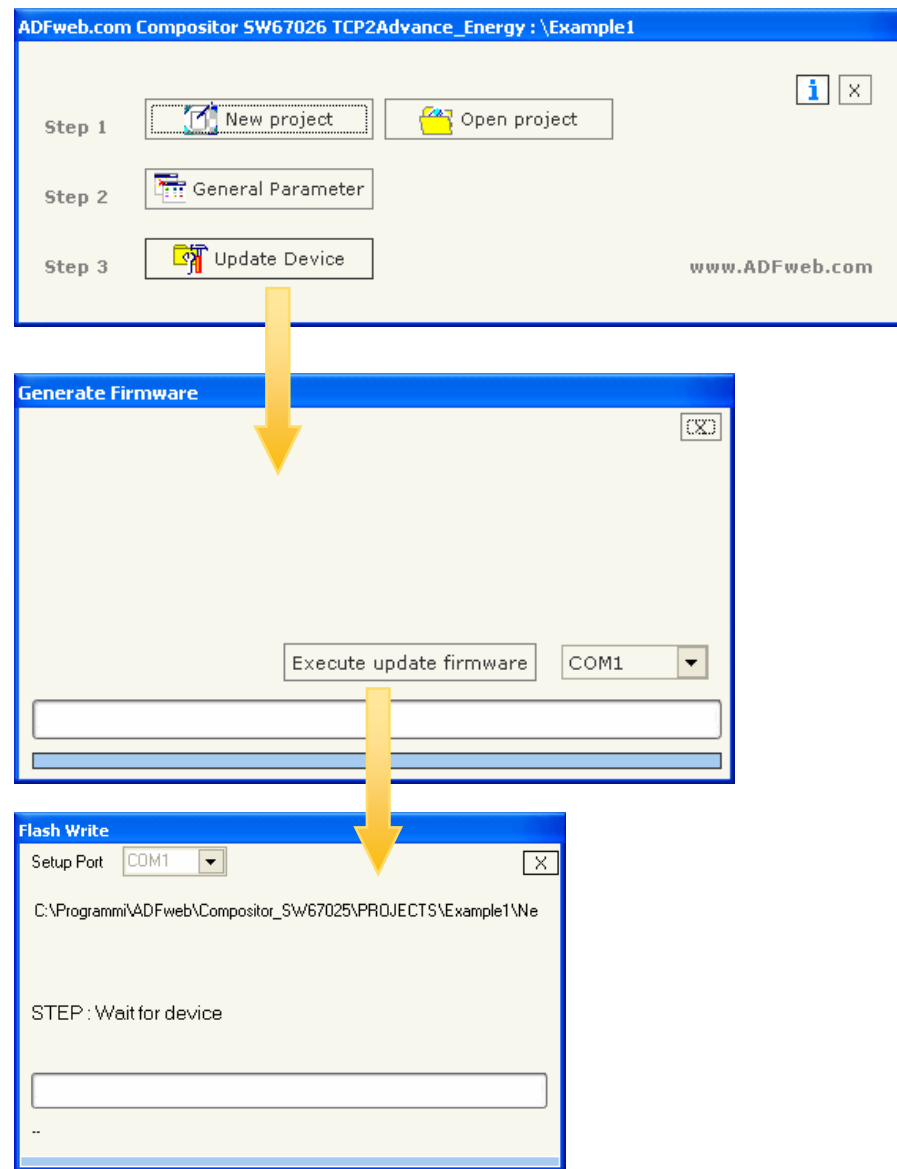 ADFweb.com Compositor SW67026 TCP2Advance_Energy : \Example1
i X
Step 1 New project Open project
Step 2 General Parameter
Step 3 Update Device www.ADFweb.com
Generate Firmware
X
Execute update firmware COM1
Flash Write
Setup Port COM1 X
C:\Programmi\ADFweb\Compositor_SW67025\PROJECTS\Example1\Ne
STEP : Wait for device
--